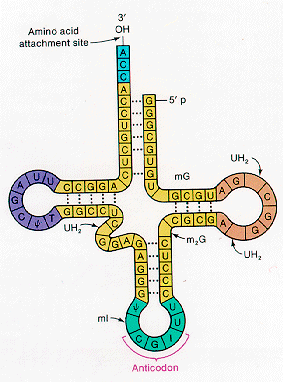 3'
OH
Amino acid
attachment site
A
C
C
A
C
C
U
G
C
U
C
5' p
G
G
G
C
G
U
G
U
mG
G C G U
A G C G G A
UH2
UH2
C G C G
m2G
C C G G A
U U A G C ψ T
G G C C U
UH2
G A G
A
G
G
G
C
U
C
C
C
U U I G C ψ
mI
Anticodon